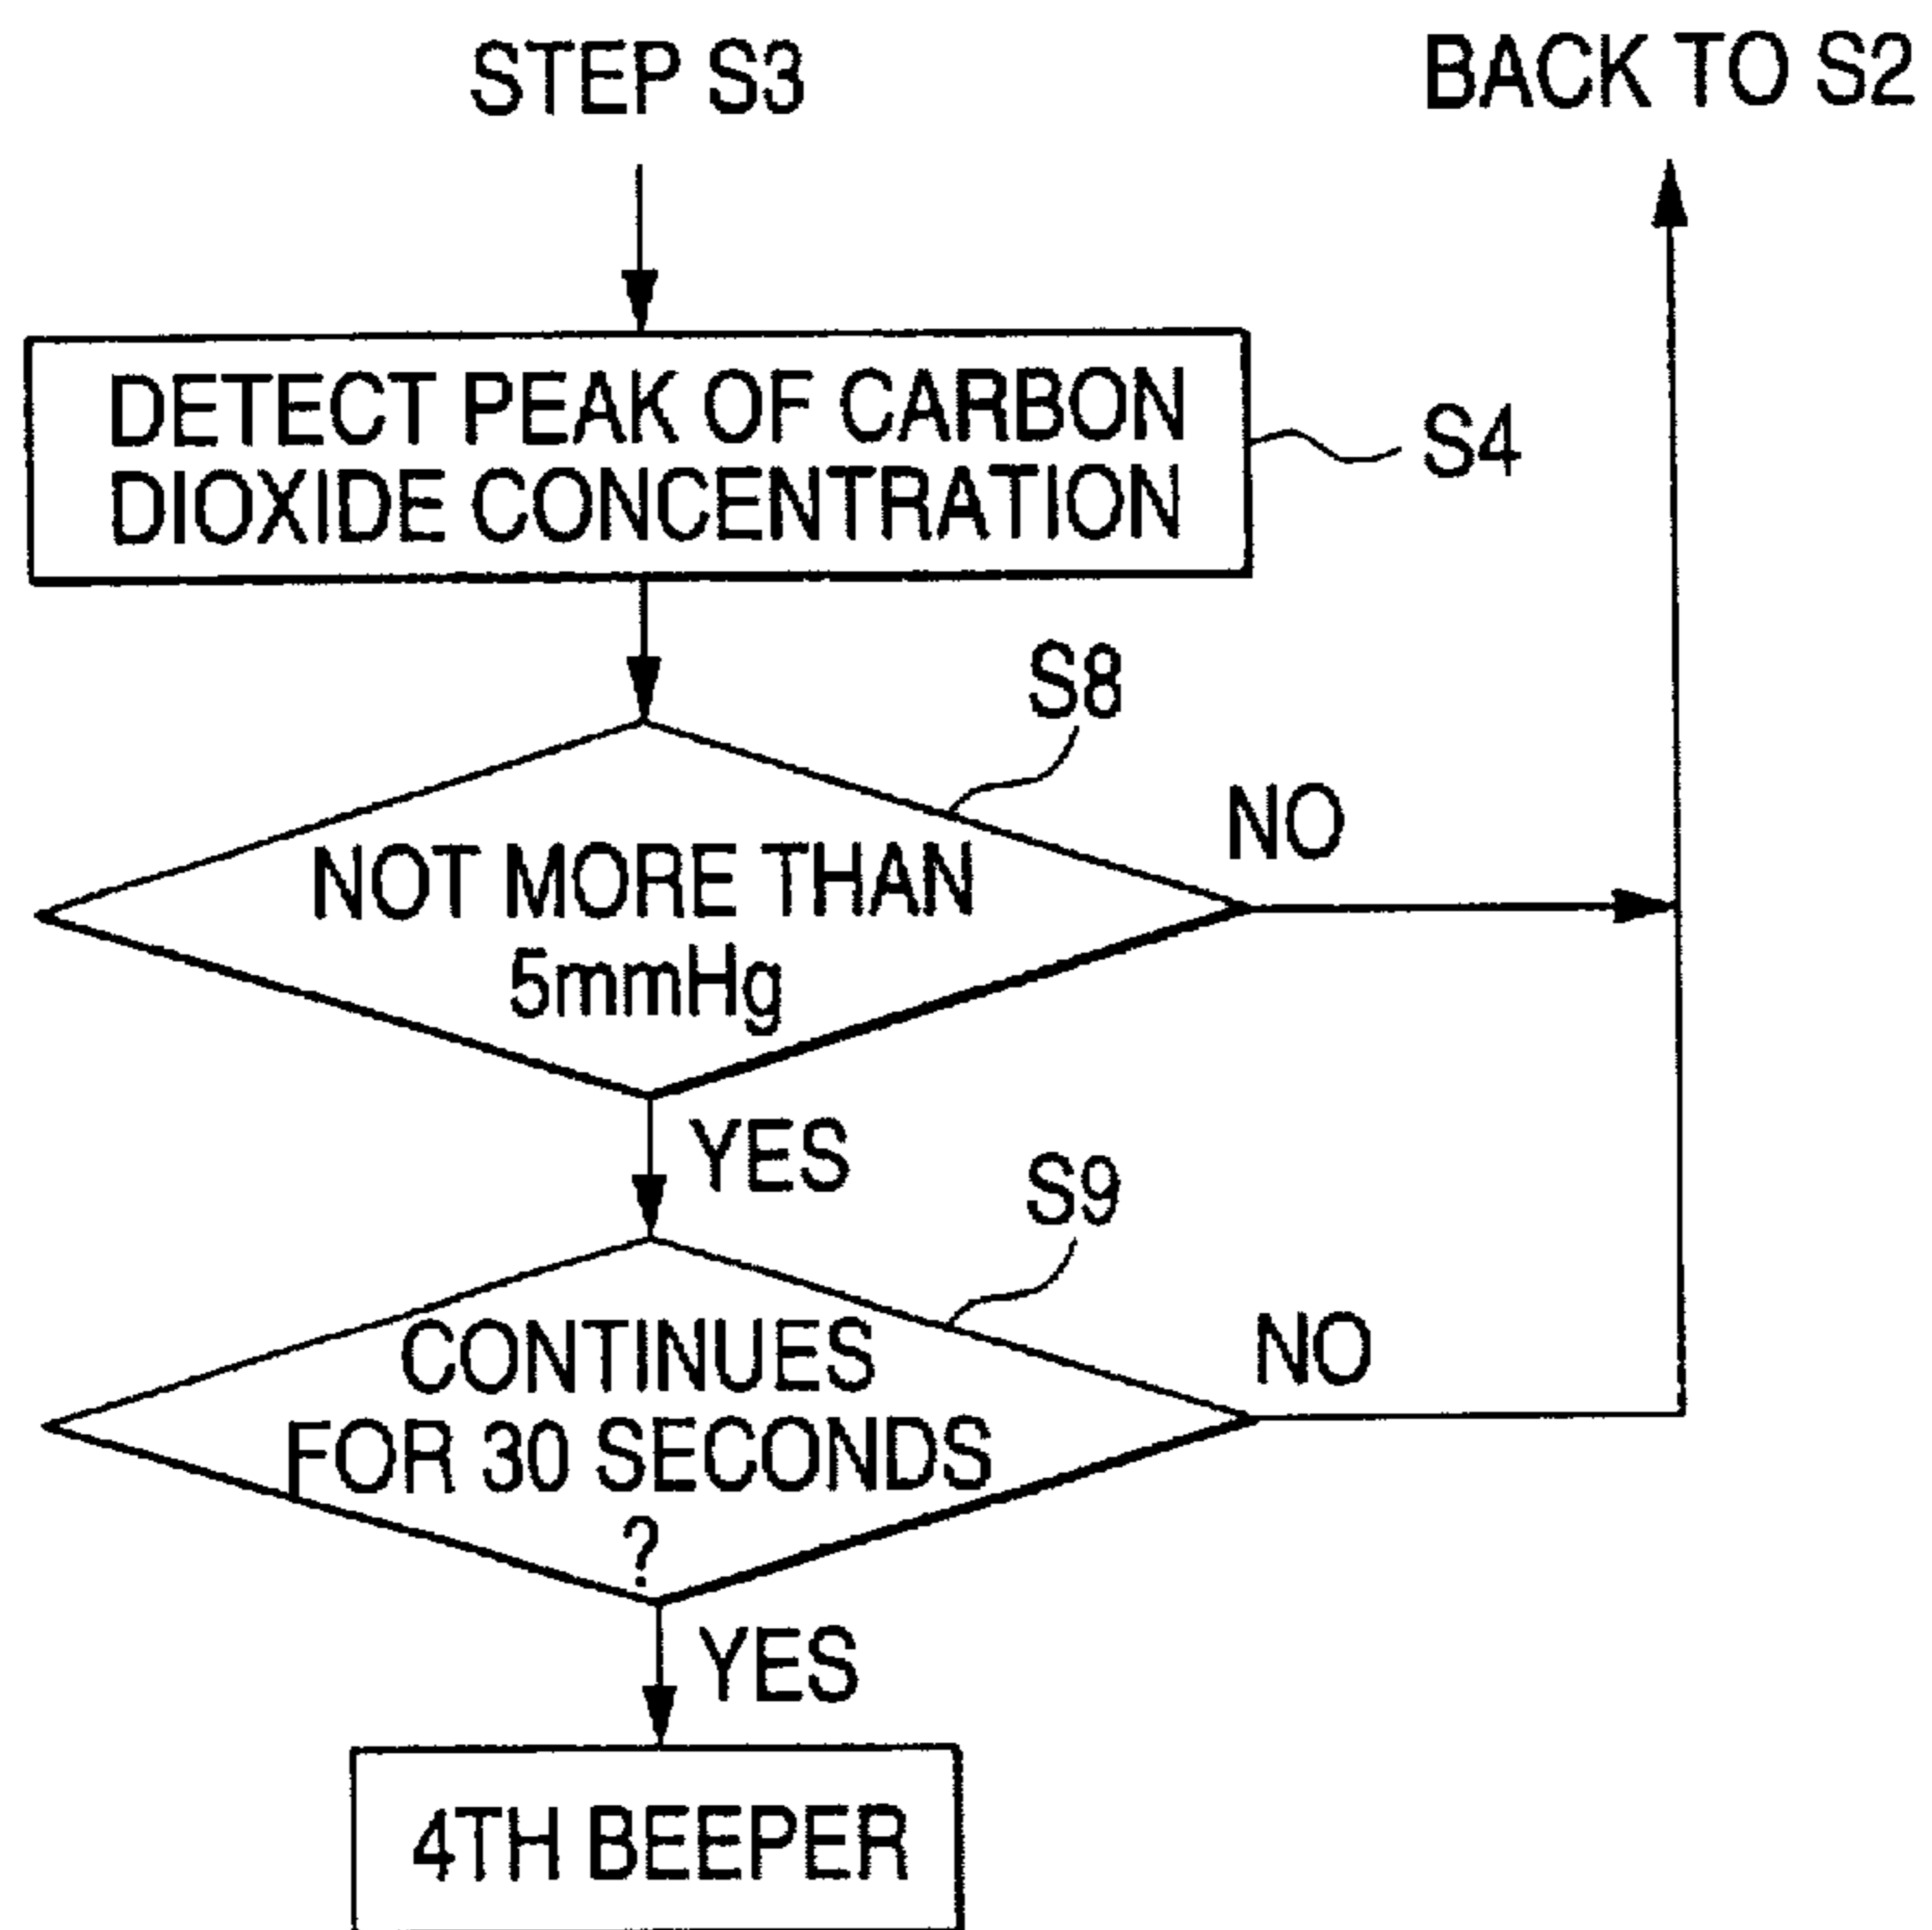 STEP S3
BACK TO S2
DETECT PEAK OF CARBON
DIOXIDE CONCENTRATION
S4
S8
NOT MORE THAN
5mmHg
NO
YES
S9
CONTINUES
FOR 30 SECONDS
?
NO
YES
4TH BEEPER